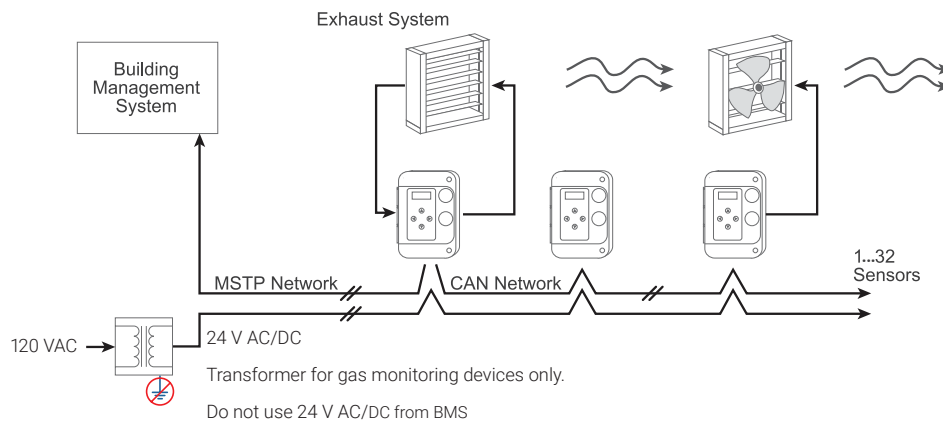 Exhaust System
Building
Management
System
1...32
Sensors
MSTP Network
CAN Network
120 VAC
24 V AC/DC
Transformer for gas monitoring devices only.
Do not use 24 V AC/DC from BMS